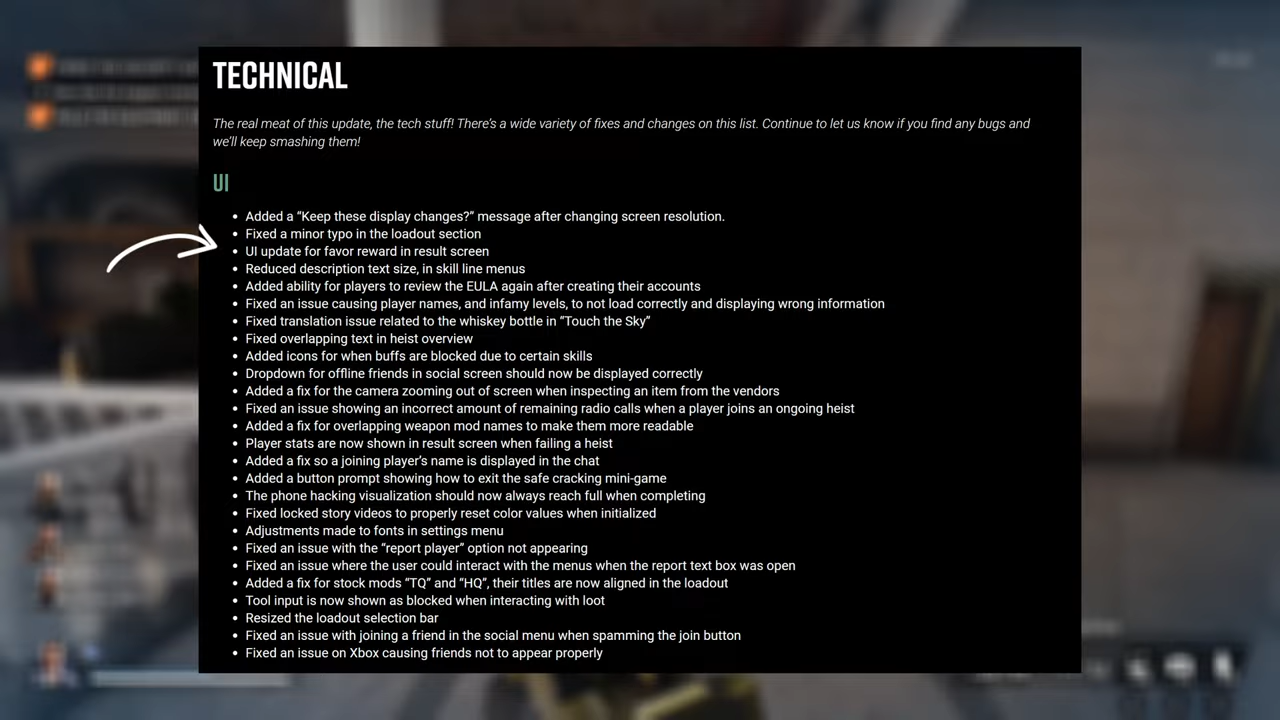 TECHNICAL
The real meat of this update, the tech stuff! There's a wide variety of fixes and changes on this list. Continue to let us know if you find any bugs and
we'll keep smashing them!
UI
• Added a “Keep these display changes?” message after changing screen resolution.
• Fixed a minor typo in the loadout section
• UI update for favor reward in result screen
• Reduced description text size, in skill line menus
• Added ability for players to review the EULA again after creating their accounts
• Fixed an issue causing player names, and infamy levels, to not load correctly and displaying wrong information
• Fixed translation issue related to the whiskey bottle in “Touch the Sky”
• Fixed overlapping text in heist overview
• Added icons for when buffs are blocked due to certain skills
• Dropdown for offline friends in social screen should now be displayed correctly
• Added a fix for the camera zooming out of screen when inspecting an item from the vendors
• Fixed an issue showing an incorrect amount of remaining radio calls when a player joins an ongoing heist
• Added a fix for overlapping weapon mod names to make them more readable
• Player stats are now shown in result screen when failing a heist
• Added a fix so a joining player's name is displayed in the chat
• Added a button prompt showing how to exit the safe cracking mini-game
• The phone hacking visualization should now always reach full when completing
• Fixed locked story videos to properly reset color values when initialized
• Adjustments made to fonts in settings menu
• Fixed an issue with the “report player” option not appearing
• Fixed an issue where the user could interact with the menus when the report text box was open
• Added a fix for stock mods “TQ” and “HQ”, their titles are now aligned in the loadout
• Tool input is now shown as blocked when interacting with loot
• Resized the loadout selection bar
• Fixed an issue with joining a friend in the social menu when spamming the join button
• Fixed an issue on Xbox causing friends not to appear properly